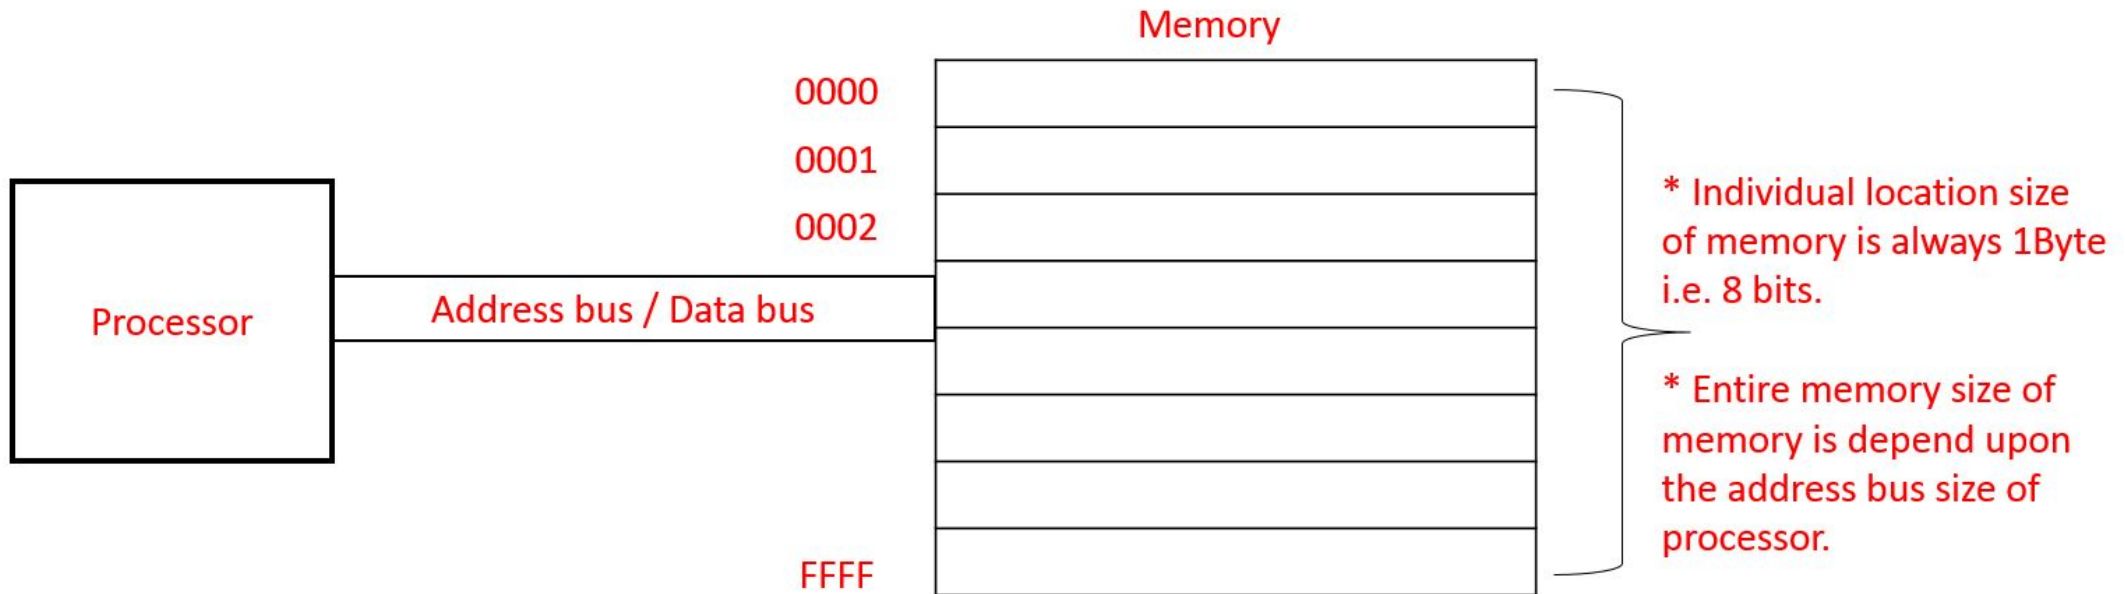 Memory
0000
0001
0002
Processor
Address bus / Data bus
FFFF
* Individual location size
of memory is always 1Byte
i.e. 8 bits.
* Entire memory size of
memory is depend upon
the address bus size of
processor.